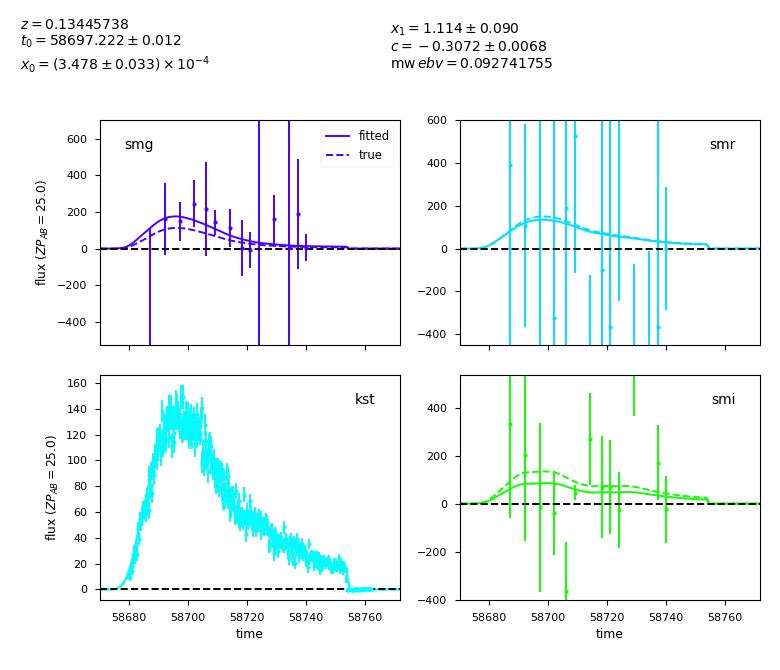 z = 0.13445738
t0 = 58697.222 ± 0.012
x0 = (3.478 ± 0.033) × 10^−4
x1 = 1.114 ± 0.090
c = −0.3072 ± 0.0068
mw ebv = 0.092741755
600
400
200
0
−200
−400
flux (ZP_AB = 25.0)
smg
fitted
true
600
400
200
0
−200
−400
smr
160
140
120
100
80
60
40
20
0
flux (ZP_AB = 25.0)
kst
58680 58700 58720 58740 58760
time
400
200
0
−200
−400
smi
58680 58700 58720 58740 58760
time